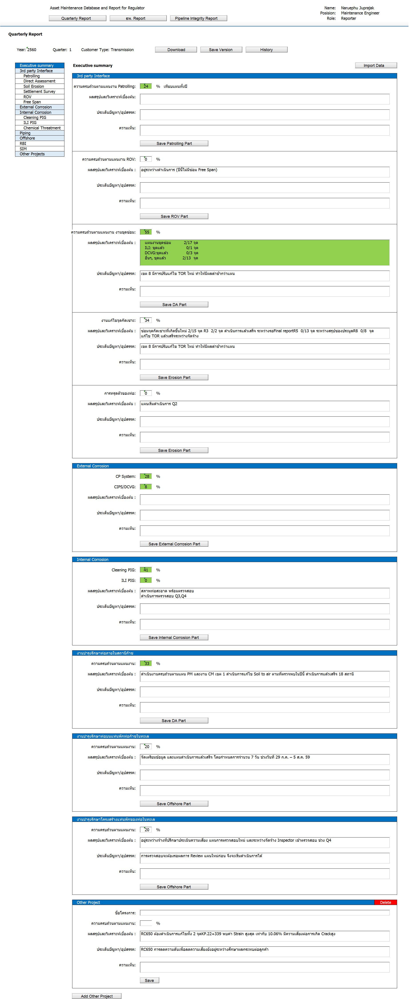 Asset Maintenance Database and Report for Regulator
Name: Naruephu Juprajak
Posision: Maintenance Engineer
Role: Reporter
Quarterly Report
ธพ. Report
Pipeline Integrity Report
Quarterly Report
Year: 2560 Quarter: 1 Customer Type: Transmission
Download
Save Version
History
Executive summary
3rd party Interface
Patrolling
Direct Assessment
Soil Erosion
Settlement Survey
ROV
Free Span
External Corrosion
Internal Corrosion
Cleaning PIG
ILI PIG
Chemical Threatment
Piping
Offshore
RBI
SIM
Other Projects
Executive summary
Import Data
3rd party Interface
ความครบถ้วนตามแผนงาน Patrolling: 24 % เทียบแผนทั้งปี
ผลสรุปและวิเคราะห์เบื้องต้น:
ประเด็นปัญหา/อุปสรรค:
ความเห็น:
Save Patrolling Part
ความครบถ้วนตามแผนงาน ROV: 0 %
ผลสรุปและวิเคราะห์เบื้องต้น : อยู่ระหว่างดำเนินการ (ปีนี้ไม่มีซ่อม Free Span)
ประเด็นปัญหา/อุปสรรค:
ความเห็น:
Save ROV Part
ความครบถ้วนตามแผนงาน งานขุดซ่อม: 55 %
ผลสรุปและวิเคราะห์เบื้องต้น : แผนงานขุดซ่อม 2/17 จุด
ILI: ขุดแล้ว 0/1 จุด
DCVG:ขุดแล้ว 0/3 จุด
อื่นๆ, ขุดแล้ว 2/13 จุด
ประเด็นปัญหา/อุปสรรค: เขต 8 มีการปรับแก้ไข TOR ใหม่ ทำให้มีผลล่าช้ากว่าแผน
ความเห็น:
Save DA Part
งานแก้ไขจุดกัดเซาะ: 34 %
ผลสรุปและวิเคราะห์เบื้องต้น : ซ่อมจุดกัดเซาะที่เกิดขึ้นใหม่ 2/15 จุด R3 2/2 จุด ดำเนินการแล้วเสร็จ ระหว่างรอFinal reportR5 0/13 จุด ระหว่างสรุปซองประมูลR8 0/8 จุด
แก้ไข TOR แล้วเสร็จระหว่างจัดจ้าง
ประเด็นปัญหา/อุปสรรค: เขต 8 มีการปรับแก้ไข TOR ใหม่ ทำให้มีผลล่าช้ากว่าแผน
ความเห็น:
Save Erosion Part
การทรุดตัวของท่อ: 0 %
ผลสรุปและวิเคราะห์เบื้องต้น : แผนเริ่มดำเนินการ Q2
ประเด็นปัญหา/อุปสรรค:
ความเห็น:
Save Erosion Part
External Corrosion
CP System: 28 %
CIPS/DCVG: 8 %
ผลสรุปและวิเคราะห์เบื้องต้น :
ประเด็นปัญหา/อุปสรรค:
ความเห็น:
Save External Corrosion Part
Internal Corrosion
Cleaning PIG: 41 %
ILI PIG: 0 %
ผลสรุปและวิเคราะห์เบื้องต้น : สภาพท่อสะอาด พร้อมตรวจสอบ
ดำเนินการตรวจสอบ Q3,Q4
ประเด็นปัญหา/อุปสรรค:
ความเห็น:
Save Internal Corrosion Part
งานบำรุงรักษาท่อภายในสถานีก๊าซ
ความครบถ้วนตามแผนงาน: 33 %
ผลสรุปและวิเคราะห์เบื้องต้น : ดำเนินงานครบถ้วนตามแผน PM และงาน CM เขต 1 ดำเนินการแก้ไข Soil to air ตามที่ตรวจพบในปีนี้ ดำเนินการแล้วเสร็จ 18 สถานี
ประเด็นปัญหา/อุปสรรค:
ความเห็น:
Save DA Part
งานบำรุงรักษาท่อบนแท่นพักท่อก๊าซในทะเล
ความครบถ้วนตามแผนงาน: 20 %
ผลสรุปและวิเคราะห์เบื้องต้น : จัดเตรียมข้อมูล และแผนดำเนินการแล้วเสร็จ โดยกำหนดการจำนวน 7 วัน ช่วงวันที่ 29 ก.ค. – 5 ส.ค. 59
ประเด็นปัญหา/อุปสรรค:
ความเห็น:
Save Offshore Part
งานบำรุงรักษาโครงสร้างแท่นพักของท่อในทะเล
ความครบถ้วนตามแผนงาน: 20 %
ผลสรุปและวิเคราะห์เบื้องต้น : อยู่ระหว่างจ้างที่ปรึกษาประเมินความเสี่ยง แผนการตรวจสอบใหม่ และระหว่างจัดจ้าง Inspector เข้าตรวจสอบ ช่วง Q4
ประเด็นปัญหา/อุปสรรค: การตรวจสอบจะต้องรอผลการ Review แผนใหม่ก่อน จึงจะเริ่มดำเนินการได้
ความเห็น:
Save Offshore Part
Other Project
Delete
ชื่อโครงการ:
ความครบถ้วนตามแผนงาน: %
ผลสรุปและวิเคราะห์เบื้องต้น : RC650 ต้องดำเนินการแก้ไขทั้ง 2 จุดKP.22+339 พบค่า Strain สูงสุด เท่ากับ 10.06% มีความเสี่ยงต่อการเกิด Crackสูง
ประเด็นปัญหา/อุปสรรค: RC650 การลดความดันเพื่อลดความเสี่ยงยังอยู่ระหว่างศึกษาผลกระทบต่อลูกค้า
ความเห็น:
Save
Add Other Project